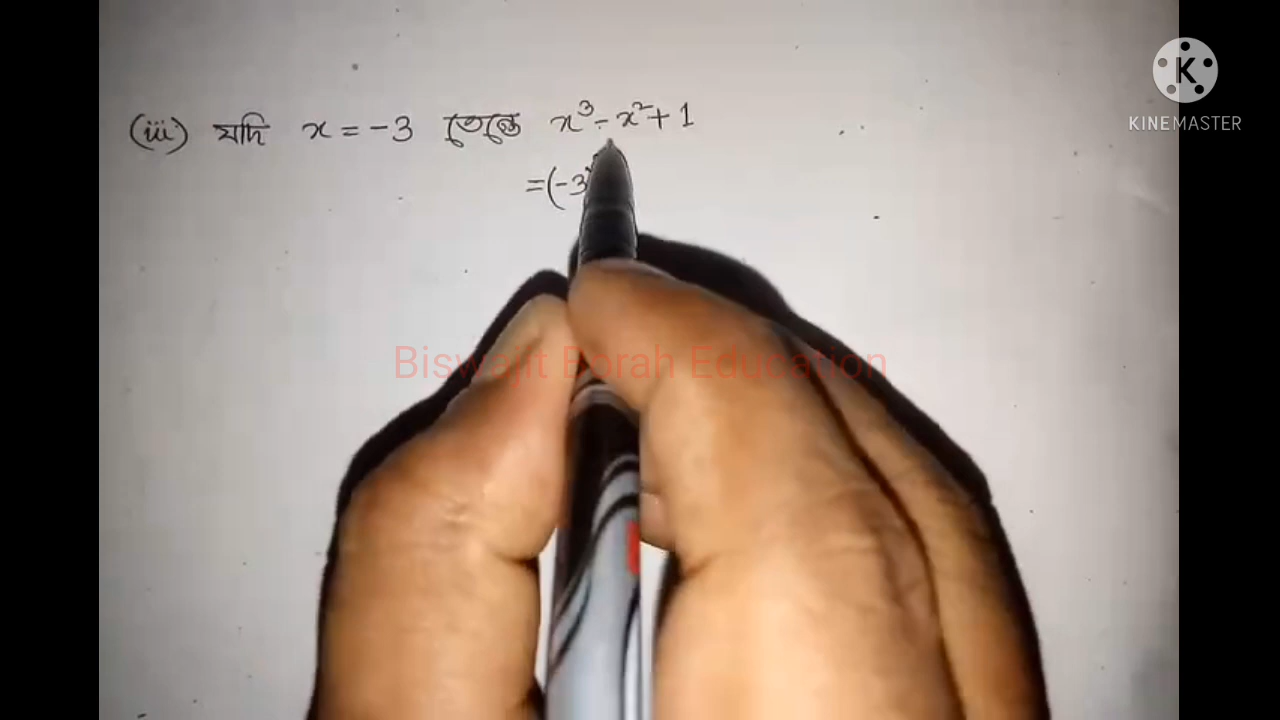 (iii) যদি x = -3 তেন্তে x³ - x² + 1
= (-3)
KINEMASTER
Biswajit Borah Education